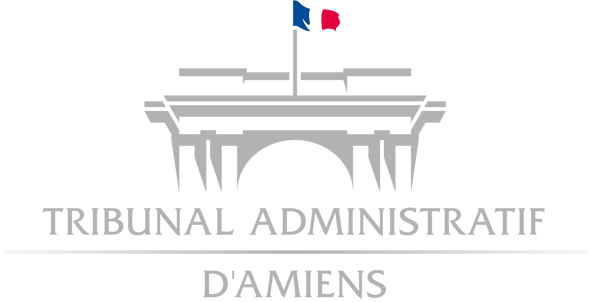 TRIBUNAL ADMINISTRATIF
D'AMIENS